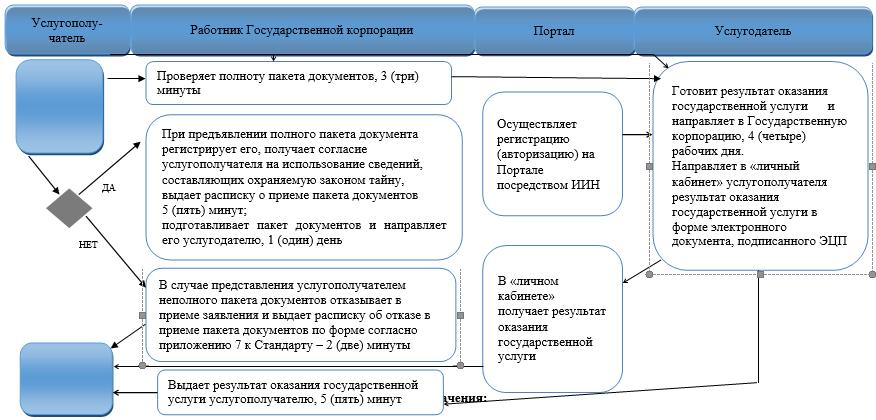 Услугополу-
чатель
Работник Государственной корпорации
Портал
Услугодатель
Проверяет полноту пакета документов, 3 (три)
минуты
При предъявлении полного пакета документа
регистрирует его, получает согласие
услугополучателя на использование сведений,
составляющих охраняемую законом тайну,
выдает расписку о приеме пакета документов
5 (пять) минут;
подготавливает пакет документов и направляет
его услугодателю, 1 (один) день
ДА
НЕТ
В случае представления услугополучателем
неполного пакета документов отказывает в
приеме заявления и выдает расписку об отказе в
приеме пакета документов по форме согласно
приложению 7 к Стандарту – 2 (две) минуты
Выдает результат оказания государственной
услуги услугополучателю, 5 (пять) минут
ачения:
Осуществляет
регистрацию
(авторизацию) на
Портале
посредством ИИН
В «личном
кабинете»
получает результат
оказания
государственной
услуги
Готовит результат оказания
государственной услуги и
направляет в Государственную
корпорацию, 4 (четыре)
рабочих дня.
Направляет в «личный
кабинет» услугополучателя
результат оказания
государственной услуги в
форме электронного
документа, подписанного ЭЦП